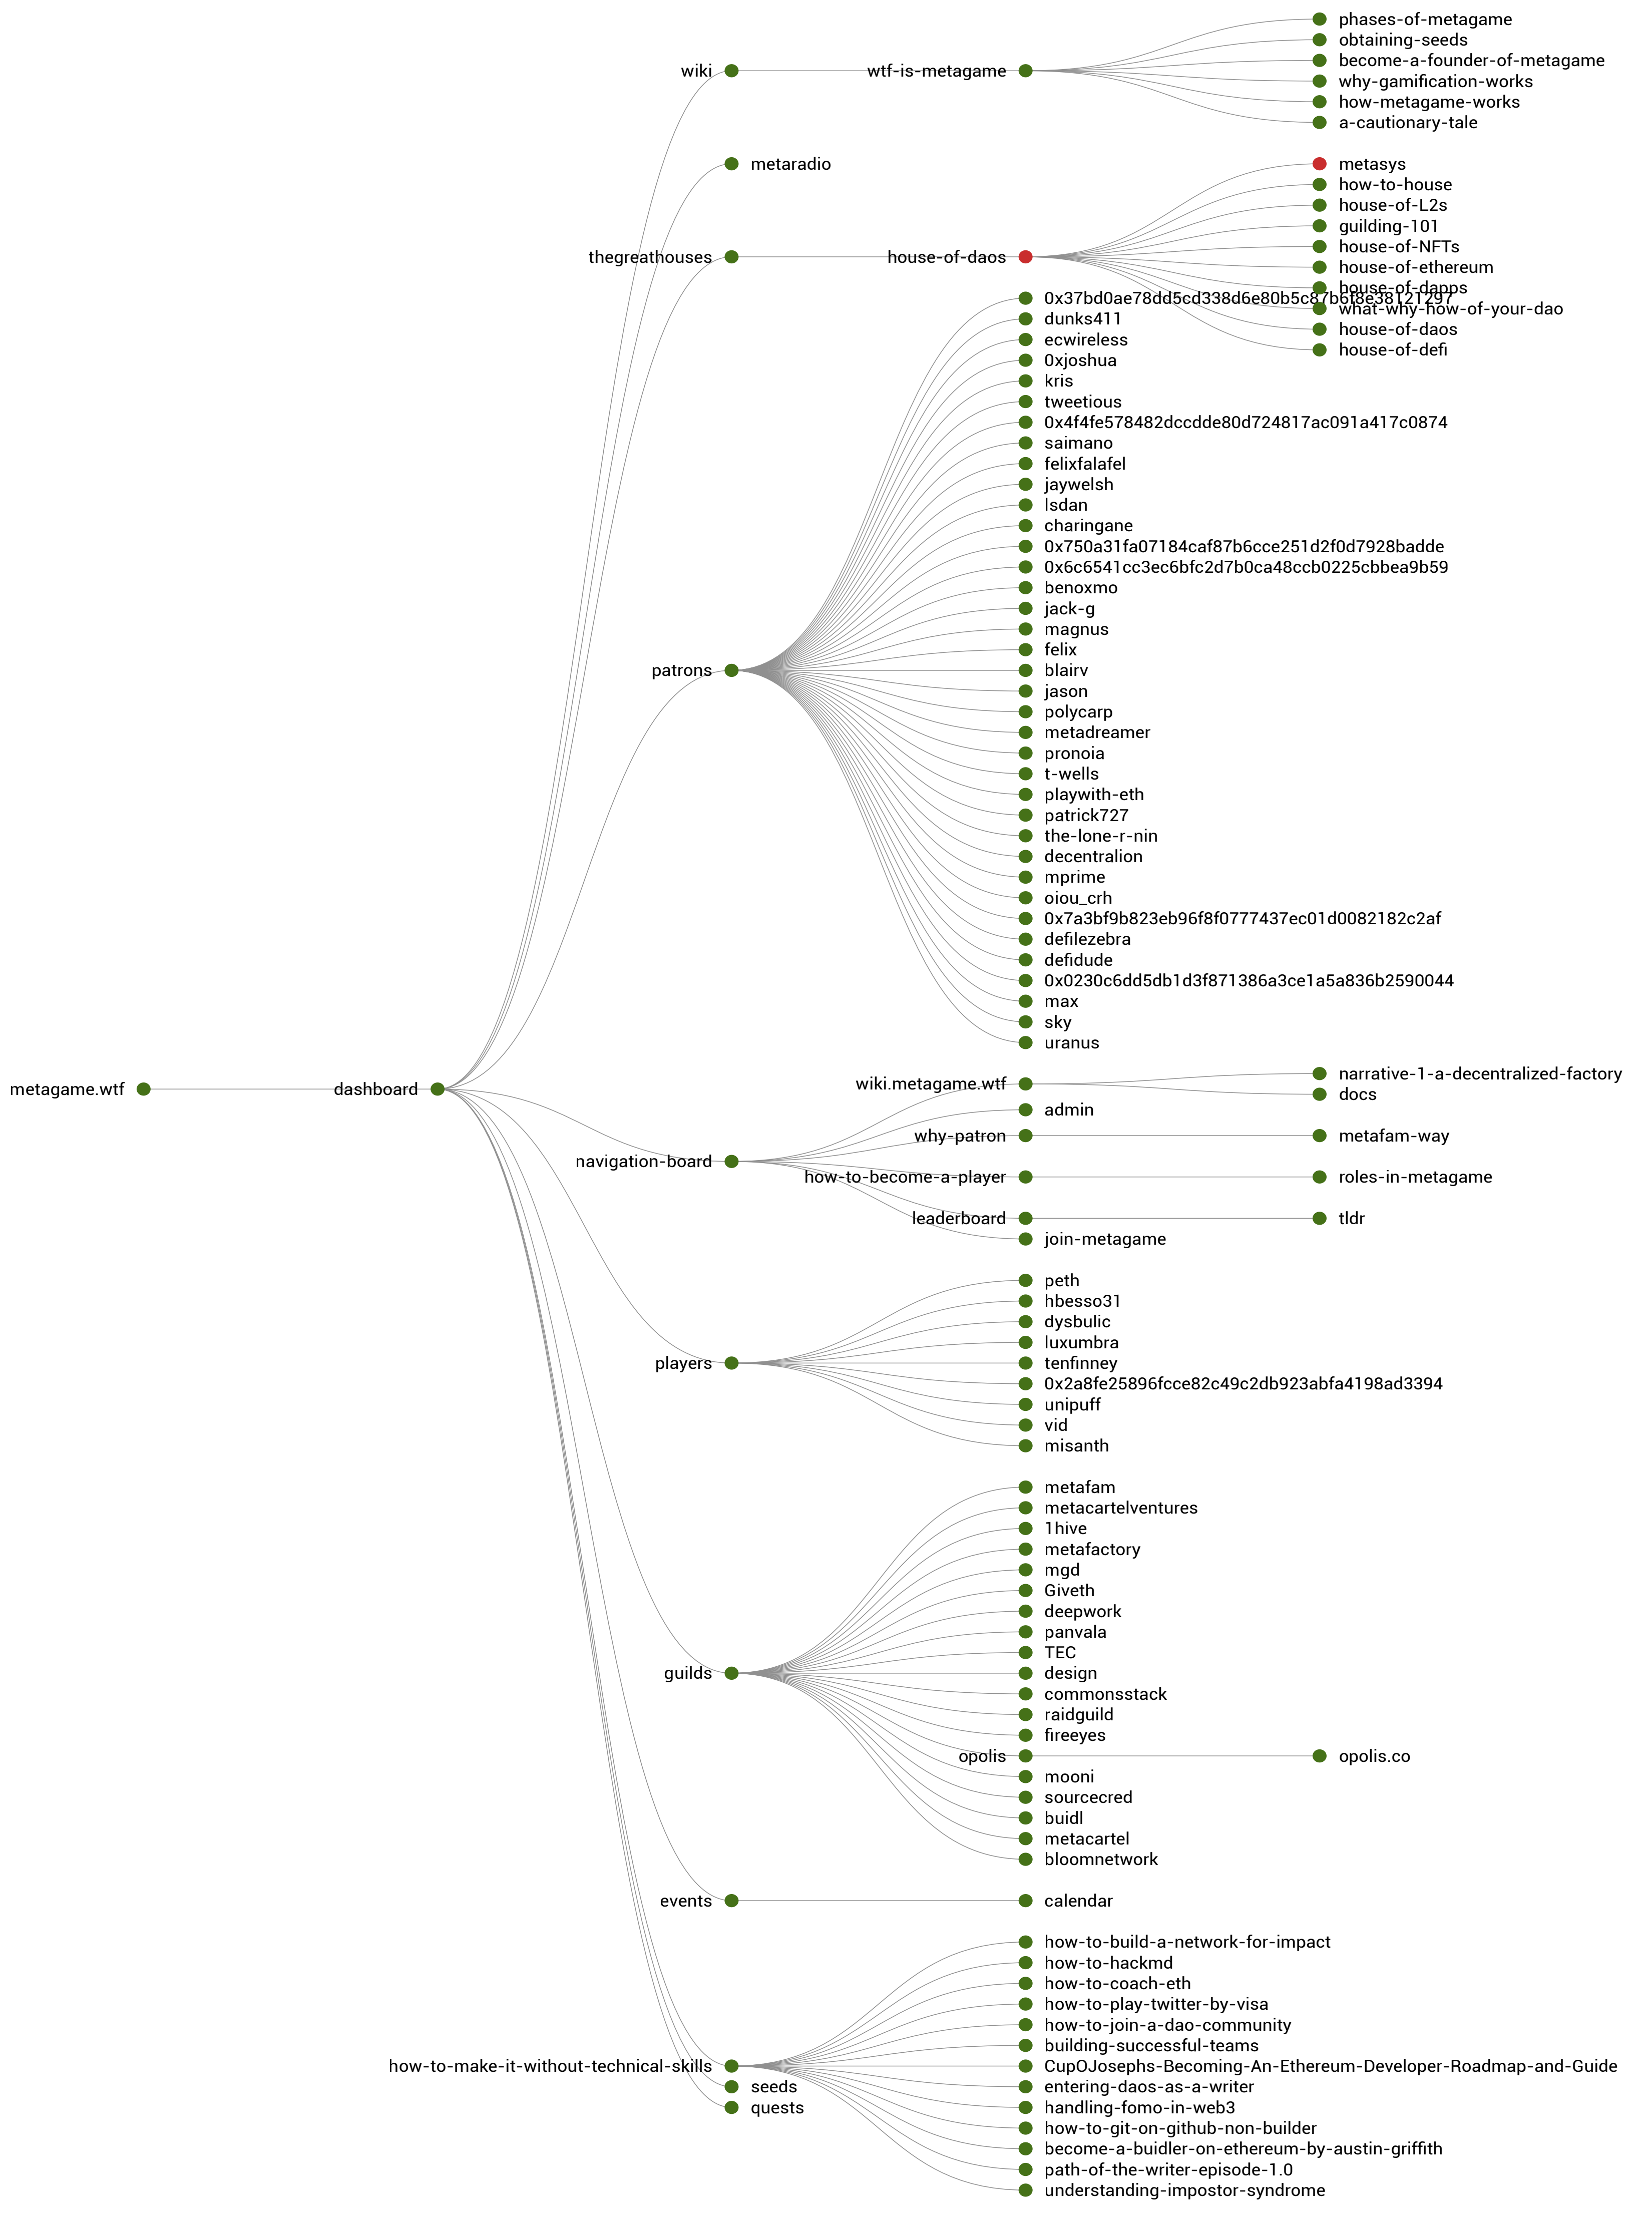 metagame.wtf
dashboard
wiki
wtf-is-metagame
phases-of-metagame
obtaining-seeds
become-a-founder-of-metagame
why-gamification-works
how-metagame-works
a-cautionary-tale
metaradio
thegreathouses
house-of-daos
metasys
how-to-house
house-of-L2s
guilding-101
house-of-NFTs
house-of-ethereum
house-of-dapps
what-why-how-of-your-dao
house-of-daos
house-of-defi
patrons
0x37bd0ae78dd5cd338d6e80b5c87b6f8e38121297
dunks411
ecwireless
0xjoshua
kris
tweetious
0x4f4fe578482dccdde80d724817ac091a417c0874
saimano
felixfalafel
jaywelsh
lsdan
charingane
0x750a31fa07184caf87b6cce251d2f0d7928badde
0x6c6541cc3ec6bfc2d7b0ca48ccb0225cbbea9b59
benoxmo
jack-g
magnus
felix
blairv
jason
polycarp
metadreamer
pronoia
t-wells
playwith-eth
patrick727
the-lone-r-nin
decentralion
mprime
oiou_crh
0x7a3bf9b823eb96f8f0777437ec01d0082182c2af
defilezebra
defidude
0x0230c6dd5db1d3f871386a3ce1a5a836b2590044
max
sky
uranus
navigation-board
wiki.metagame.wtf
narrative-1-a-decentralized-factory
docs
admin
why-patron
metafam-way
how-to-become-a-player
roles-in-metagame
leaderboard
tldr
join-metagame
players
peth
hbesso31
dysbulic
luxumbra
tenfinney
0x2a8fe25896fcce82c49c2db923abfa4198ad3394
unipuff
vid
misanth
guilds
metafam
metacartelventures
1hive
metafactory
mgd
Giveth
deepwork
panvala
TEC
design
commonsstack
raidguild
fireeyes
opolis
opolis.co
mooni
sourcecred
buidl
metacartel
bloomnetwork
events
calendar
how-to-make-it-without-technical-skills
how-to-build-a-network-for-impact
how-to-hackmd
how-to-coach-eth
how-to-play-twitter-by-visa
how-to-join-a-dao-community
building-successful-teams
CupOJosephs-Becoming-An-Ethereum-Developer-Roadmap-and-Guide
entering-daos-as-a-writer
handling-fomo-in-web3
how-to-git-on-github-non-builder
become-a-buidler-on-ethereum-by-austin-griffith
path-of-the-writer-episode-1.0
understanding-impostor-syndrome
seeds
quests